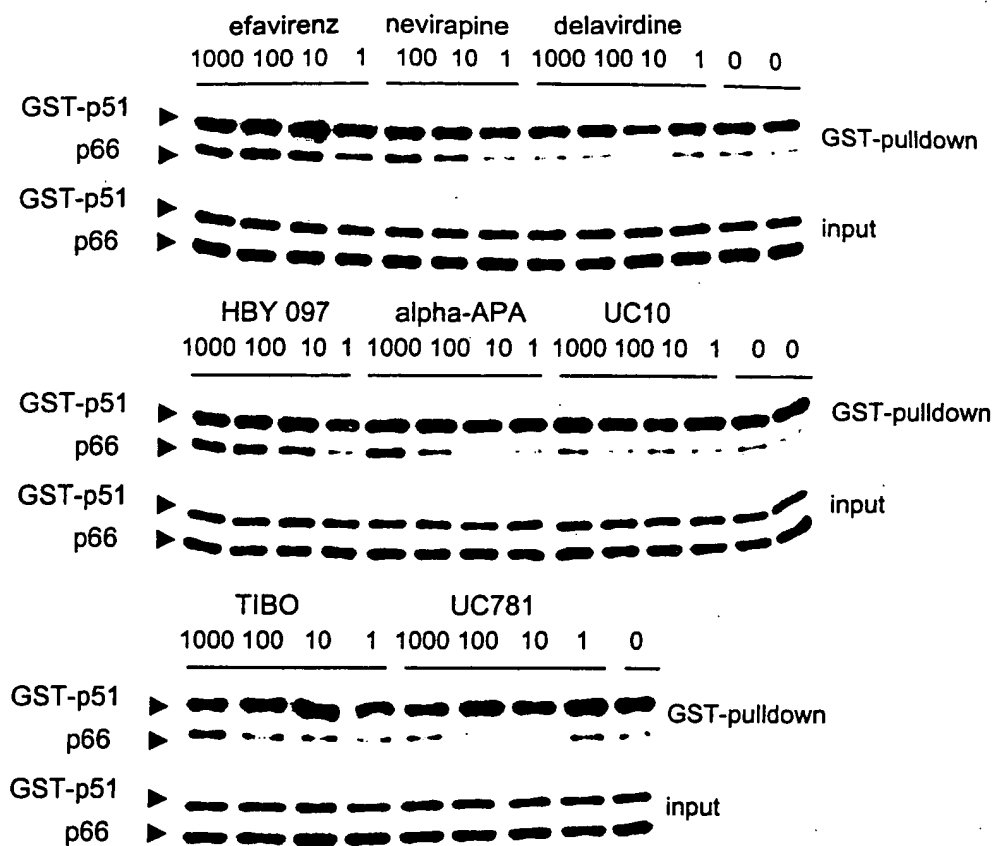 efavirenz nevirapine delavirdine
1000 100 10 1 100 10 1 1000 100 10 1 0 0
GST-p51
p66
GST-pulldown
GST-p51
p66
input
HBY 097 alpha-APA UC10
1000 100 10 1 1000 100 10 1 1000 100 10 1 0 0
GST-p51
p66
GST-pulldown
GST-p51
p66
input
TIBO UC781
1000 100 10 1 1000 100 10 1 0
GST-p51
p66
GST-pulldown
GST-p51
p66
input